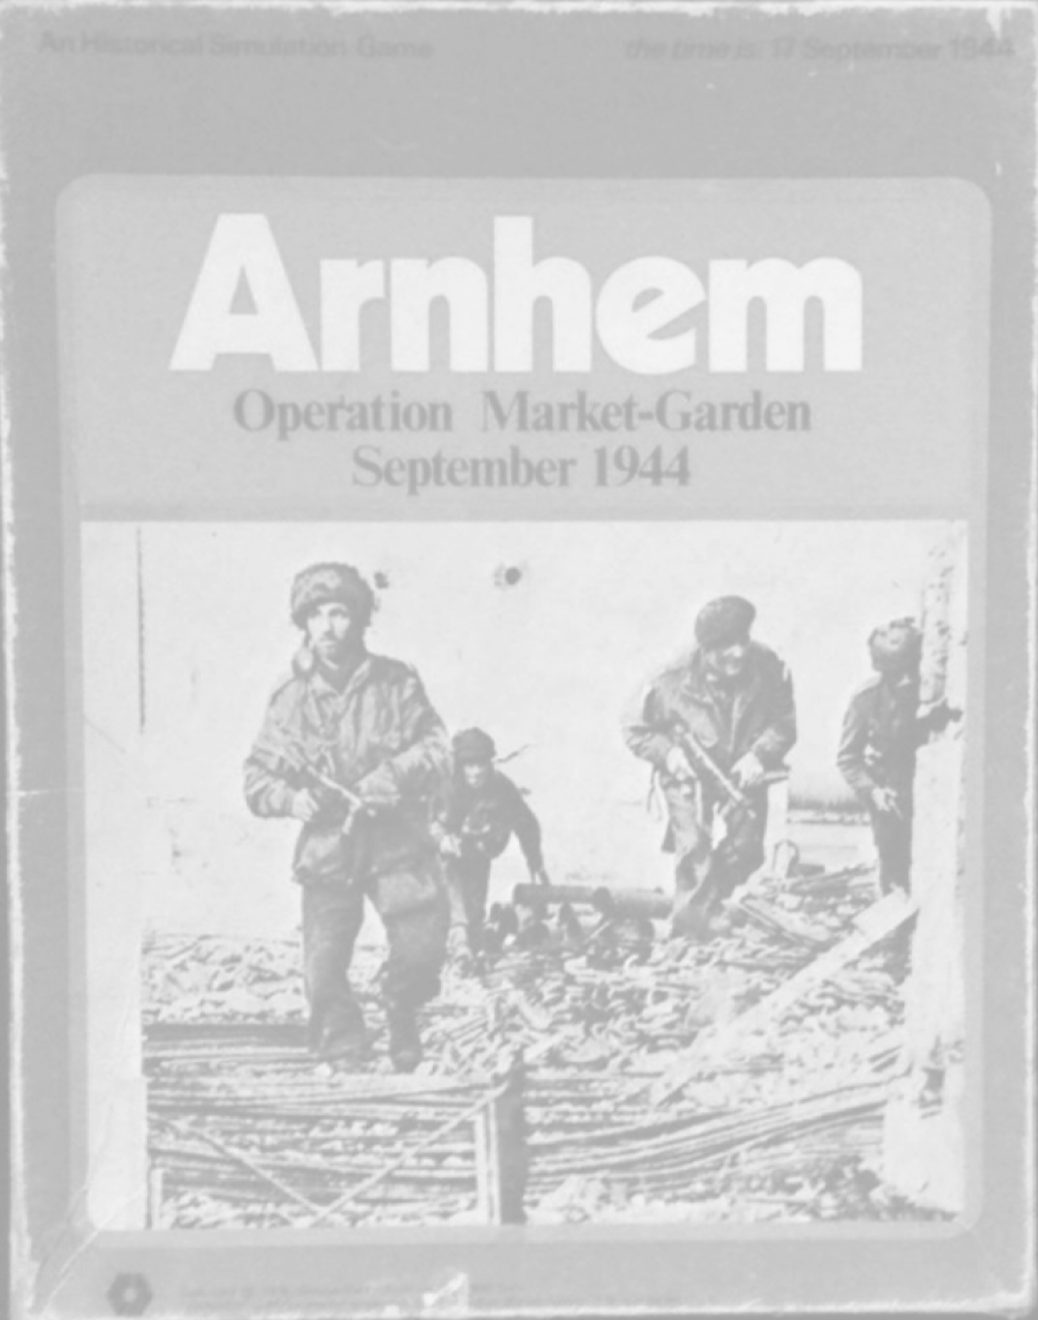 An Historical Simulation Game
the time is: 17 September 1944
Arnhem
Operation Market-Garden
September 1944